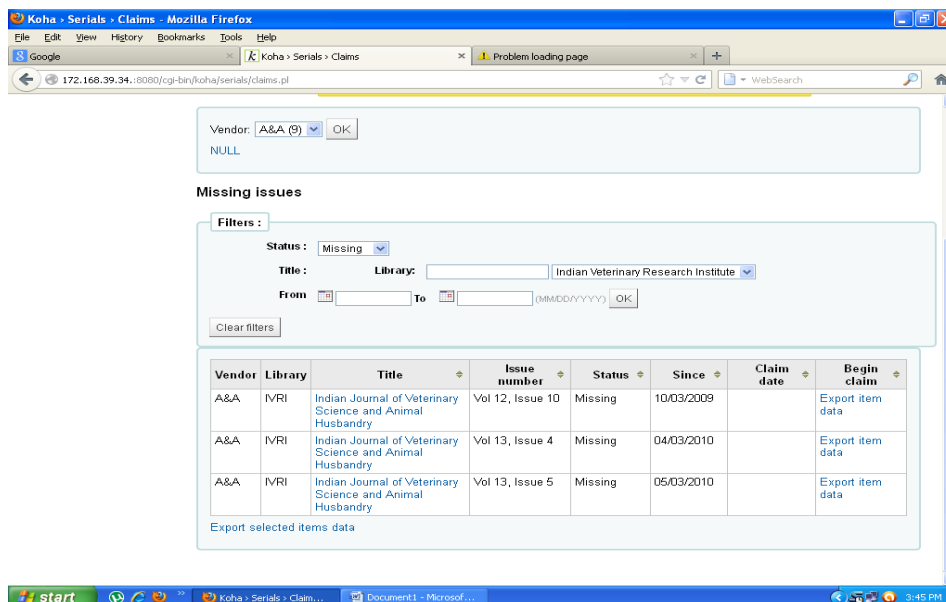 Koha › Serials › Claims - Mozilla Firefox
File Edit View History Bookmarks Tools Help
Google
Koha › Serials › Claims
Problem loading page
172.168.39.34.:8080/cgi-bin/koha/serials/claims.pl
WebSearch
Vendor: A&A (9) OK
NULL
Missing issues
Filters :
Status : Missing
Title : Library: Indian Veterinary Research Institute
From To (MM/DD/YYYY) OK
Clear filters
Vendor Library Title Issue number Status Since Claim date Begin claim
A&A IVRI Indian Journal of Veterinary Science and Animal Husbandry Vol 12, Issue 10 Missing 10/03/2009 Export item data
A&A IVRI Indian Journal of Veterinary Science and Animal Husbandry Vol 13, Issue 4 Missing 04/03/2010 Export item data
A&A IVRI Indian Journal of Veterinary Science and Animal Husbandry Vol 13, Issue 5 Missing 05/03/2010 Export item data
Export selected items data
start
Koha › Serials › Claim...
Document1 - Microsof...
3:45 PM